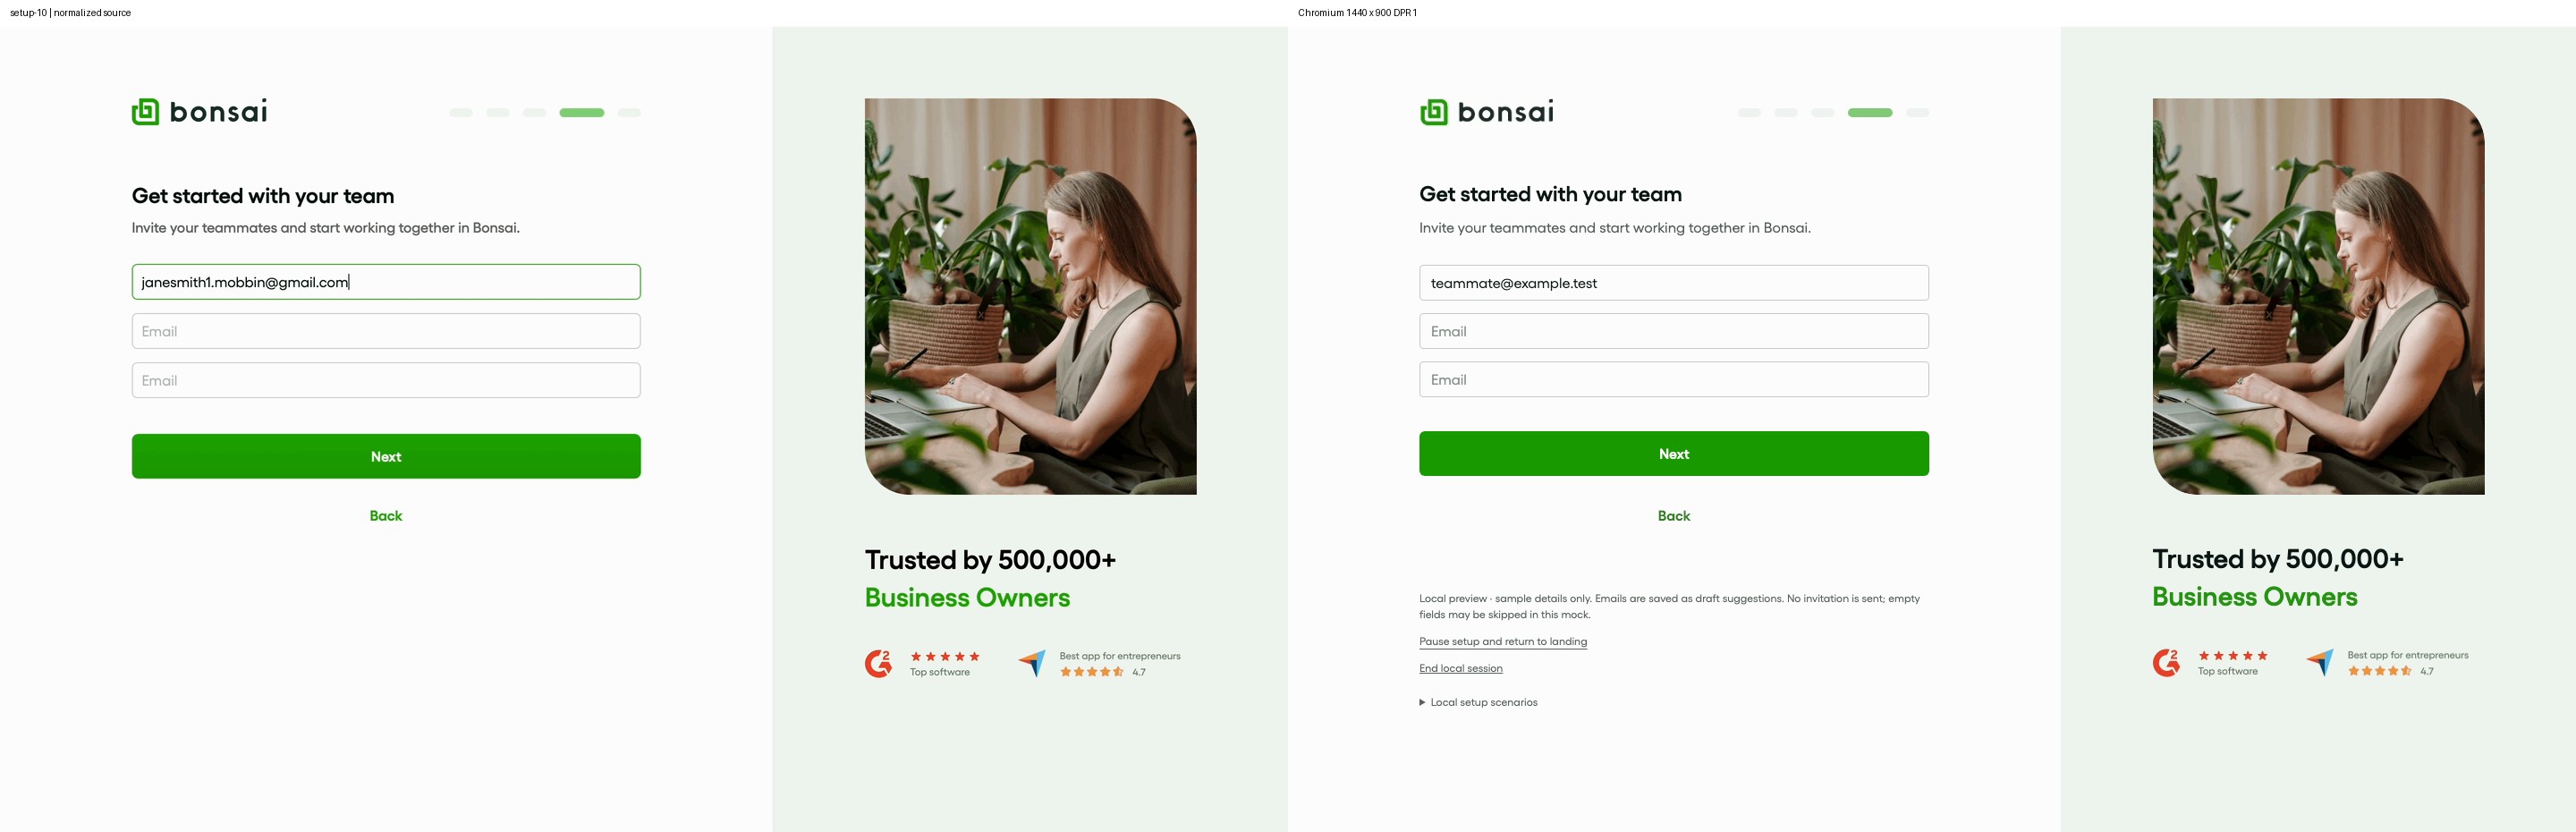 setup-10 | normalized source
bonsai
Get started with your team
Invite your teammates and start working together in Bonsai.
janesmith1.mobbin@gmail.com
Email
Email
Next
Back
Trusted by 500,000+
Business Owners
G2
Top software
Best app for entrepreneurs
4.7
Chromium 1440 x 900 DPR 1
bonsai
Get started with your team
Invite your teammates and start working together in Bonsai.
teammate@example.test
Email
Email
Next
Back
Local preview · sample details only. Emails are saved as draft suggestions. No invitation is sent; empty
fields may be skipped in this mock.
Pause setup and return to landing
End local session
Local setup scenarios
Trusted by 500,000+
Business Owners
G2
Top software
Best app for entrepreneurs
4.7